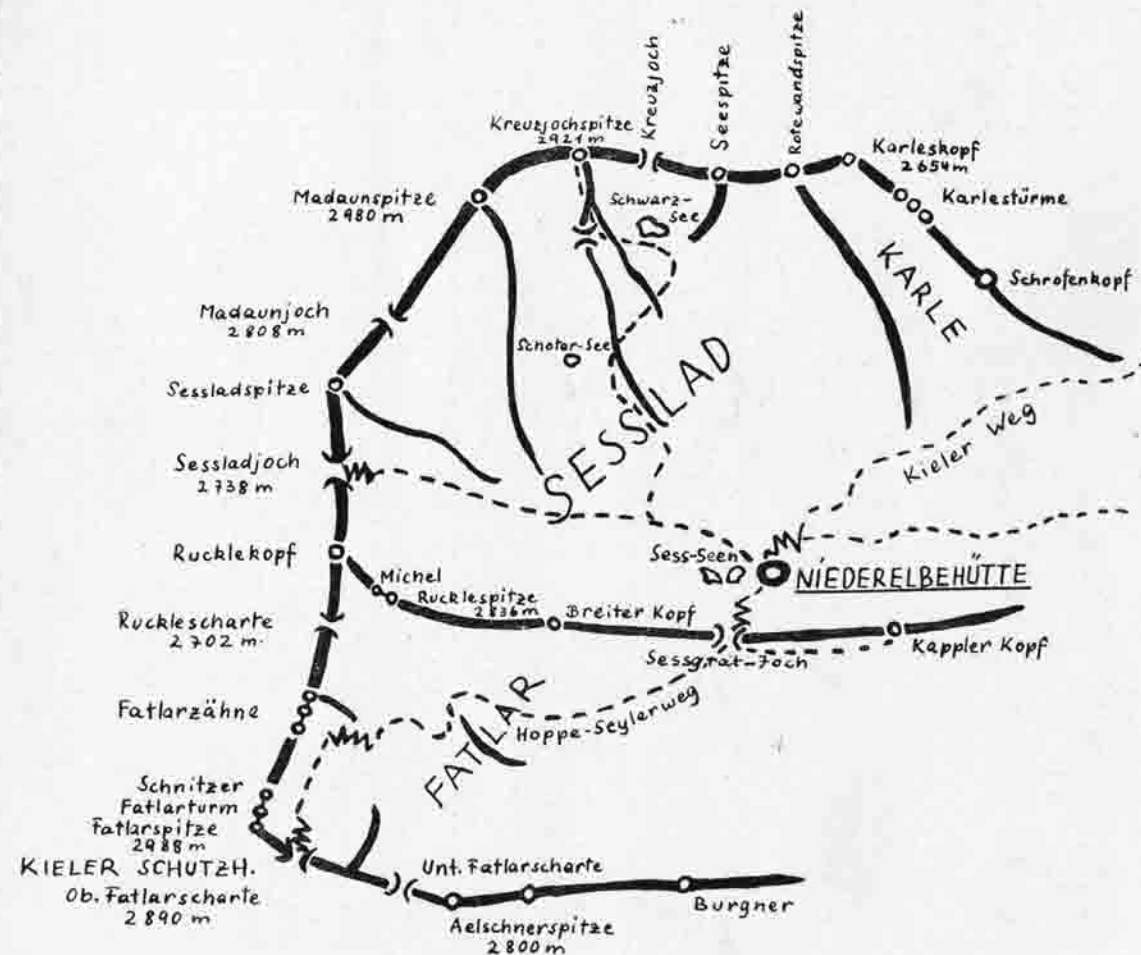 Kreuzjoch
Seespitze
Rotewandspitze
Kreuzjochspitze
2921 m
Karleskopf
2654 m
Madaunspitze
2980 m
Schwarz-
See
Karlestürme
KARLE
Schrofenkopf
Madaunjoch
2808 m
Schoter-See
Sessladspitze
SESSLAD
Kieler Weg
Sessladjoch
2738 m
Rucklekopf
Sess-Seen
NIEDERELBEHÜTTE
Michel
Rucklespitze
2836 m
Breiter Kopf
Rucklescharte
2702 m.
Sessgrat-Joch
Kappler Kopf
Fatlarzähne
FATLAR
Hoppe-Seylerweg
Schnitzer
Fatlarturm
Fatlarspitze
2988 m
KIELER SCHUTZH.
Ob. Fatlarscharte
2890 m
Unt. Fatlarscharte
Burgner
Aelschnerspitze
2800 m